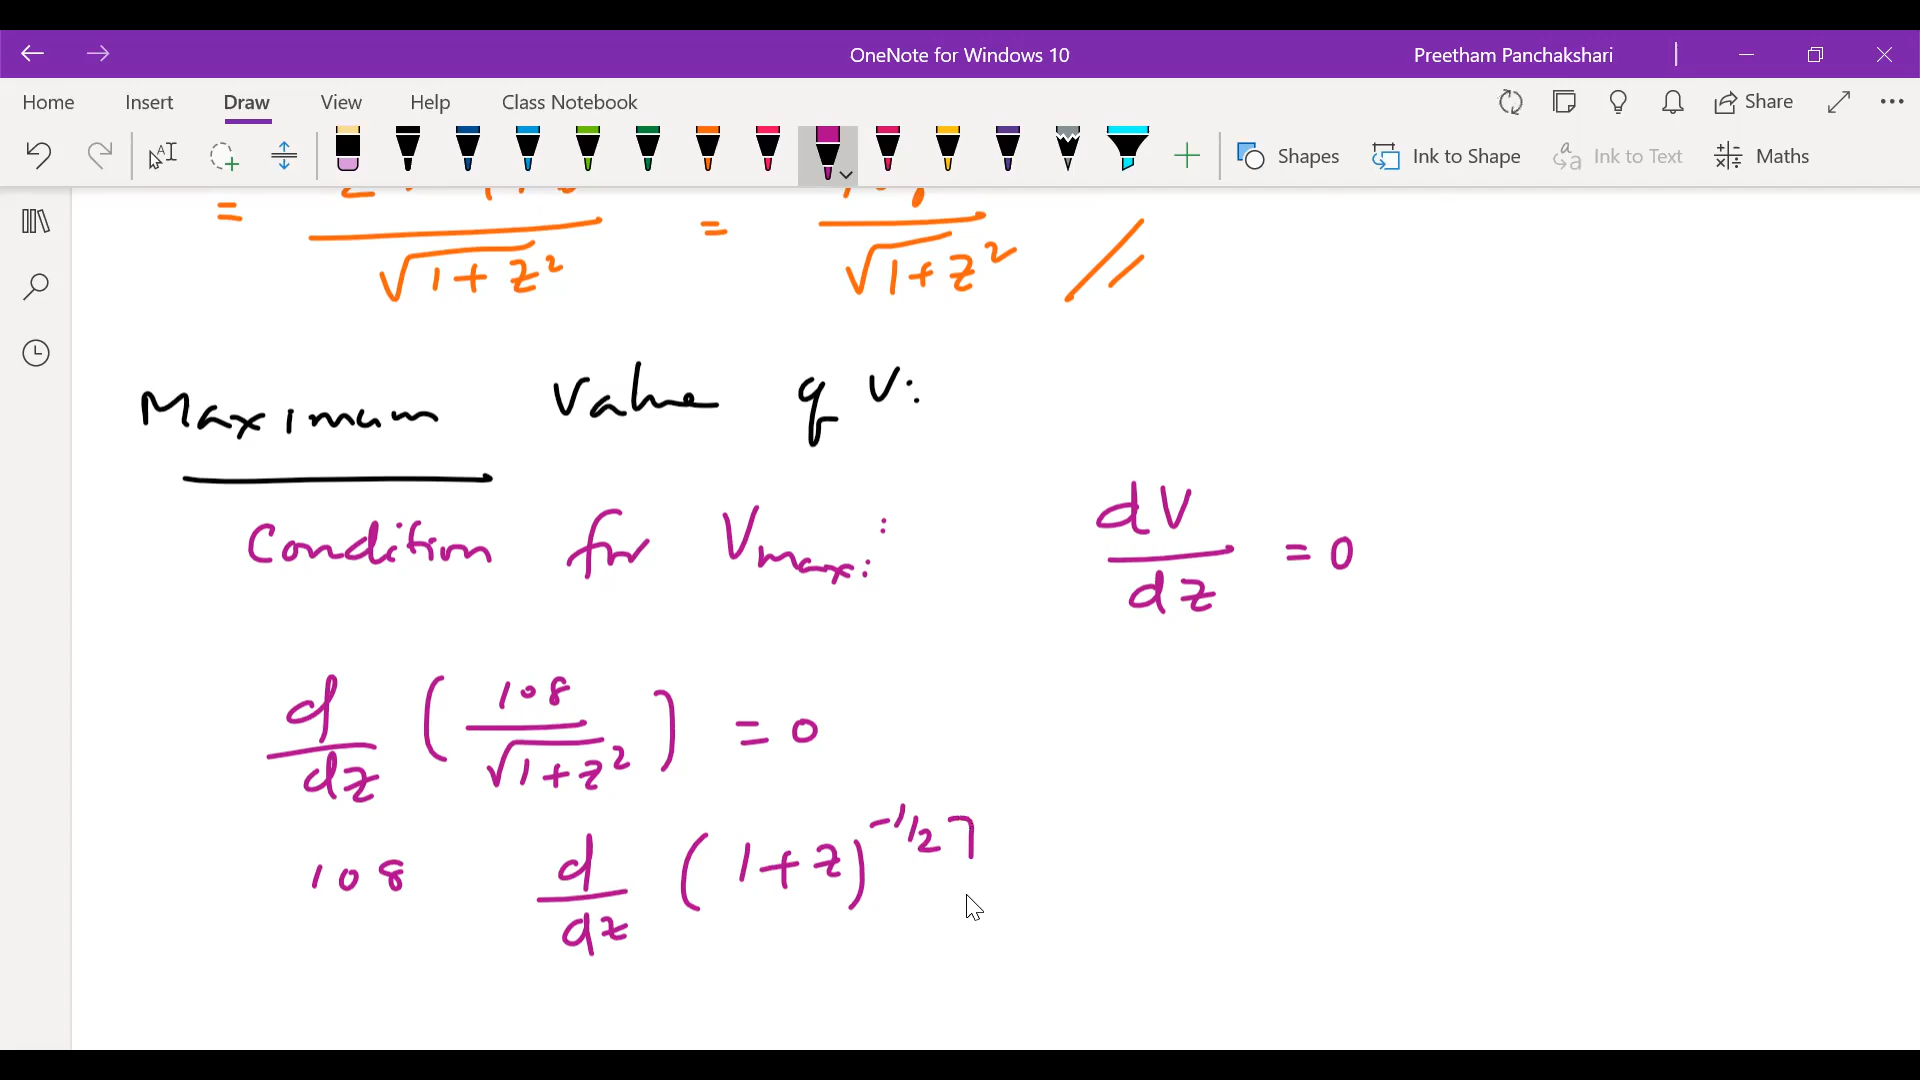 OneNote for Windows 10 Preetham Panchakshari
Home Insert Draw View Help Class Notebook Share
Shapes Ink to Shape Ink to Text Maths
= / √1+z² = / √1+z² //
Maximum Value of V:
Condition for Vmax: dV/dz = 0
d/dz (108/√1+z²) = 0
108 d/dz (1+z)^-1/2 7